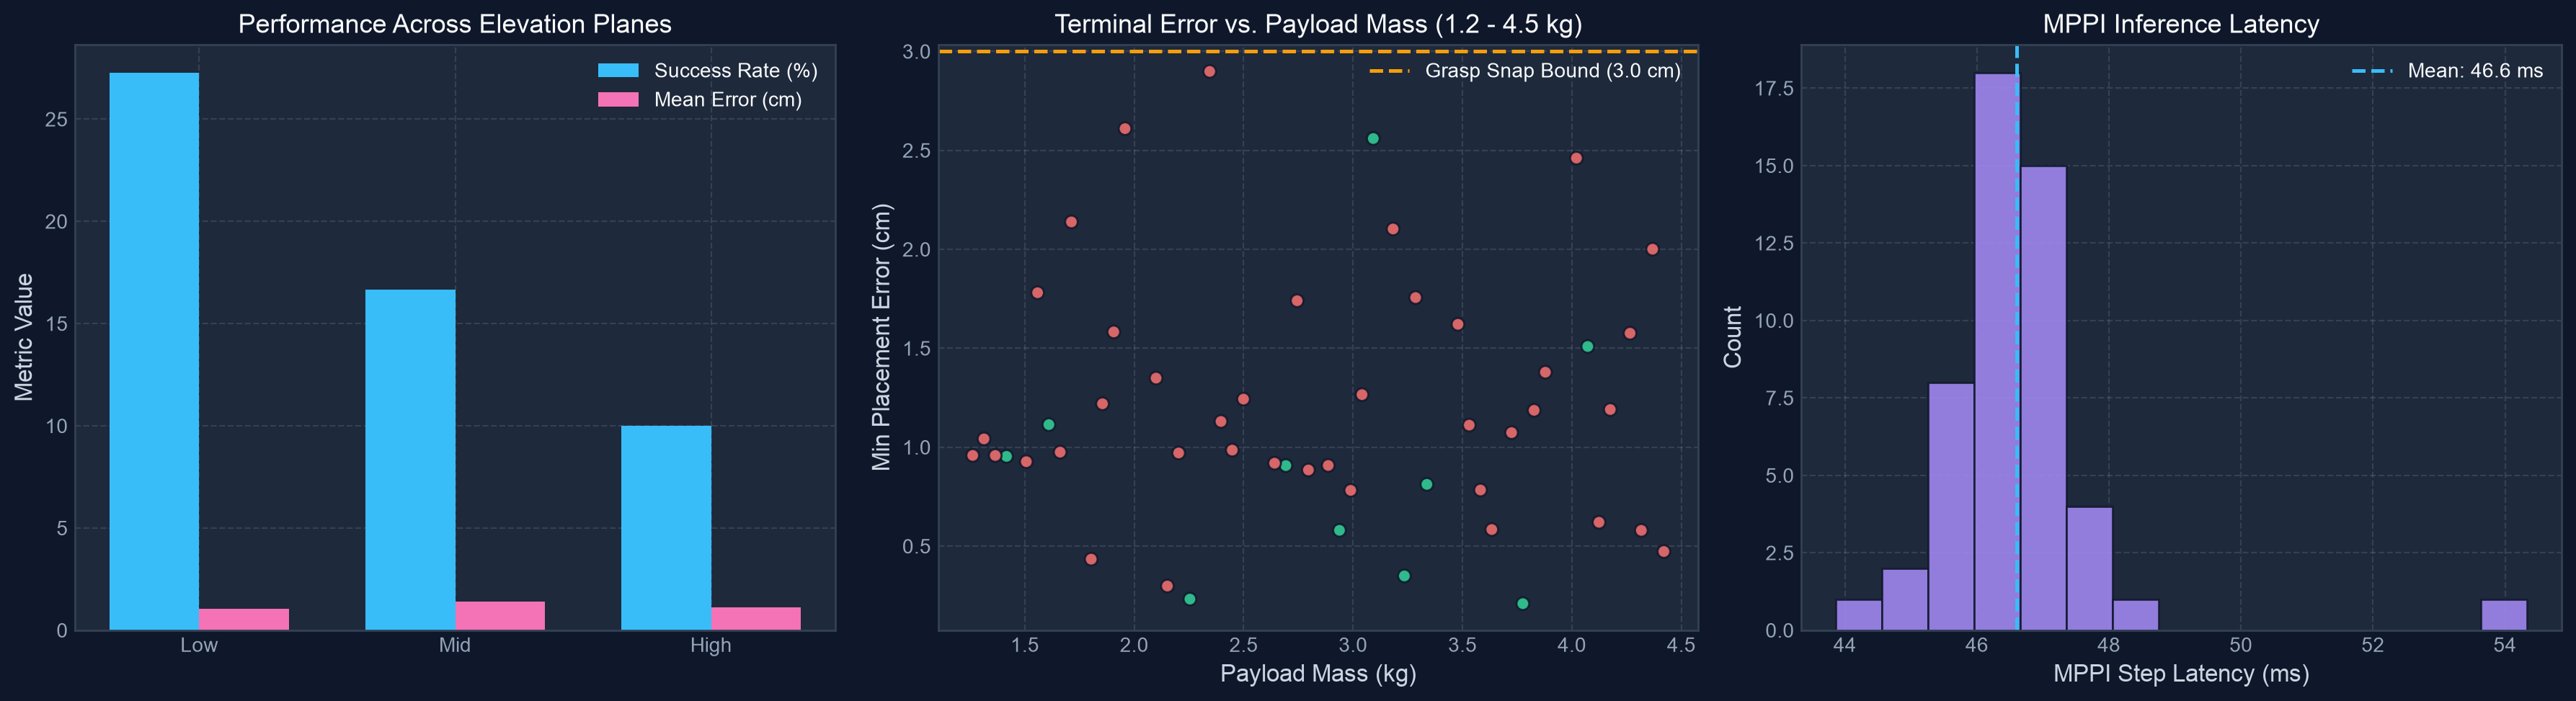 Performance Across Elevation Planes
Success Rate (%)
Mean Error (cm)
Metric Value
25
20
15
10
5
0
Low
Mid
High
Terminal Error vs. Payload Mass (1.2 - 4.5 kg)
Grasp Snap Bound (3.0 cm)
Min Placement Error (cm)
3.0
2.5
2.0
1.5
1.0
0.5
1.5
2.0
2.5
3.0
3.5
4.0
4.5
Payload Mass (kg)
MPPI Inference Latency
Mean: 46.6 ms
Count
17.5
15.0
12.5
10.0
7.5
5.0
2.5
0.0
44
46
48
50
52
54
MPPI Step Latency (ms)